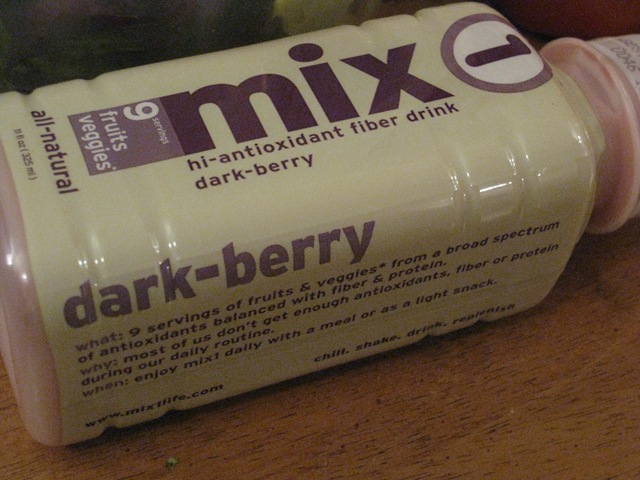 mix 1
hi-antioxidant fiber drink
dark-berry
9 servings
fruits
veggies*
all-natural
11 fl oz (325 ml)
dark-berry
what: 9 servings of fruits & veggies* from a broad spectrum
of antioxidants balanced with fiber & protein.
why: most of us don't get enough antioxidants, fiber or protein
during our daily routine.
when: enjoy mix1 daily with a meal or as a light snack.
chill. shake. drink. replenish
www.mix1life.com